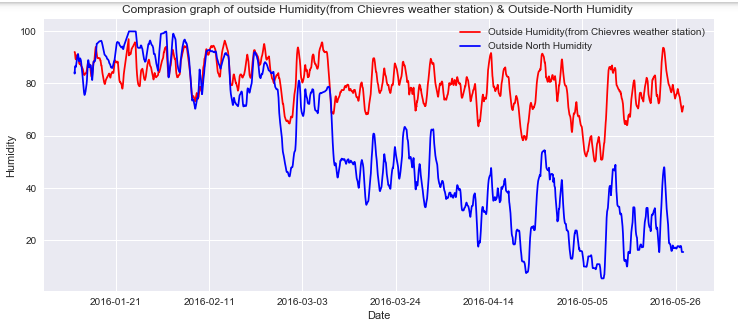 Comprasion graph of outside Humidity(from Chievres weather station) & Outside-North Humidity
Outside Humidity(from Chievres weather station)
Outside North Humidity
Humidity
100
80
60
40
20
2016-01-21 2016-02-11 2016-03-03 2016-03-24 2016-04-14 2016-05-05 2016-05-26
Date